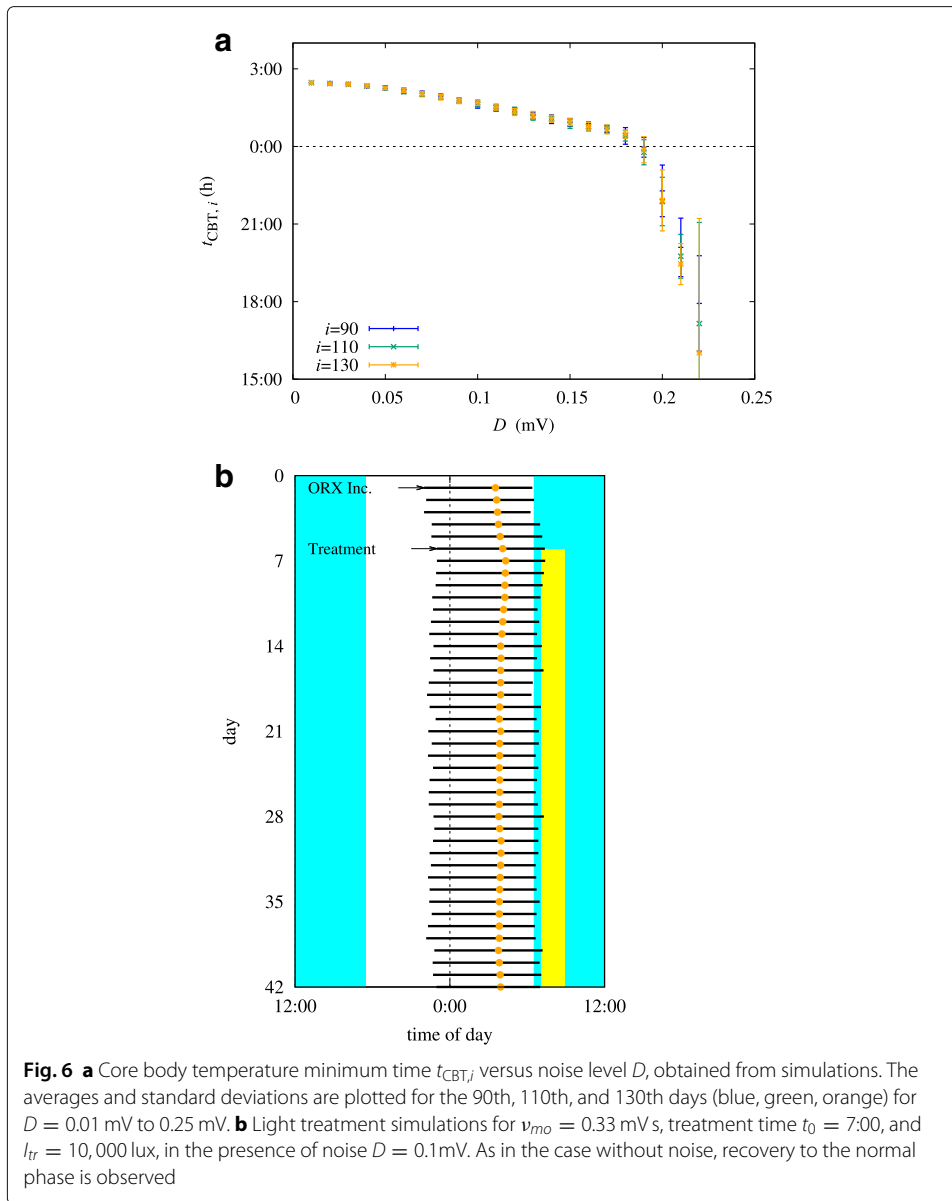 a
3:00
0:00
21:00
18:00
15:00
t_CBT, i (h)
i=90
i=110
i=130
0 0.05 0.1 0.15 0.2 0.25
D (mV)
b
0
7
14
21
28
35
42
day
ORX Inc.
Treatment
12:00 0:00 12:00
time of day
Fig. 6 a Core body temperature minimum time t_CBT,i versus noise level D, obtained from simulations. The
averages and standard deviations are plotted for the 90th, 110th, and 130th days (blue, green, orange) for
D = 0.01 mV to 0.25 mV. b Light treatment simulations for ν_mo = 0.33 mV s, treatment time t_0 = 7:00, and
I_tr = 10, 000 lux, in the presence of noise D = 0.1mV. As in the case without noise, recovery to the normal
phase is observed